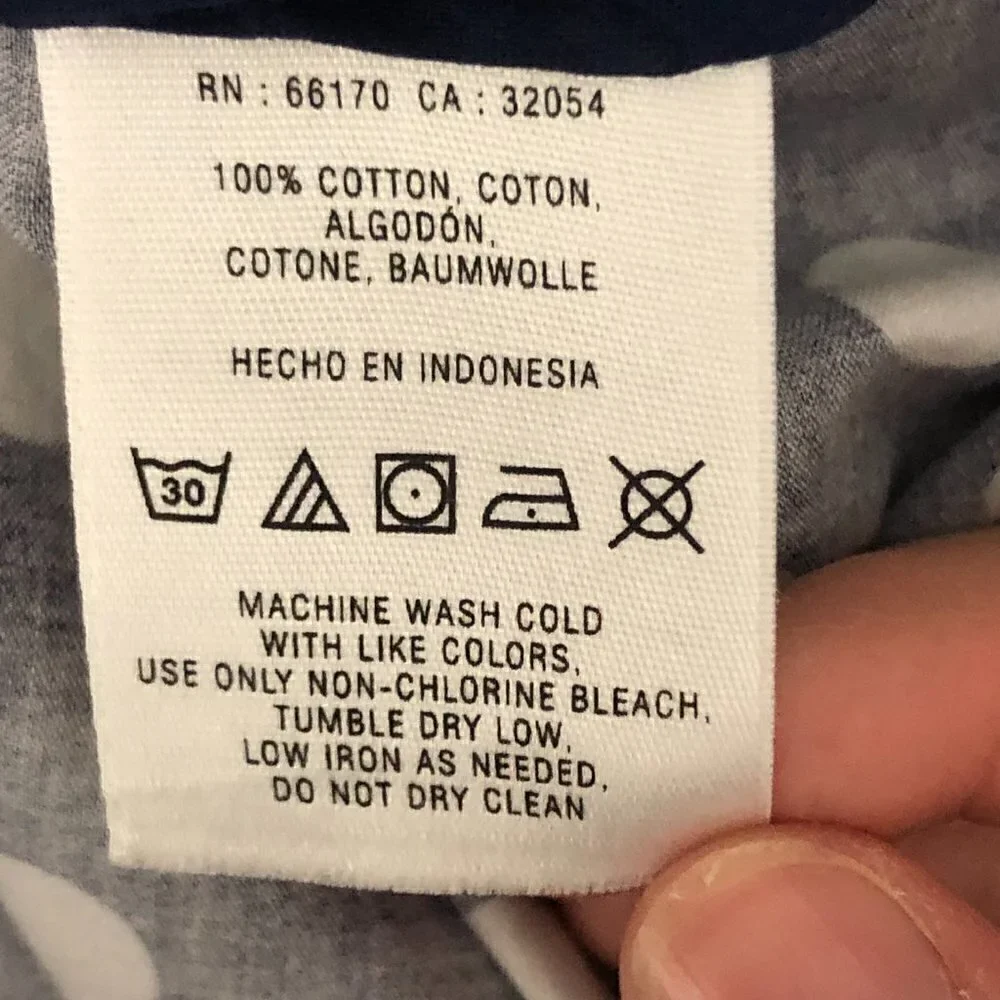 RN : 66170 CA : 32054
100% COTTON, COTON,
ALGODÓN,
COTONE, BAUMWOLLE
HECHO EN INDONESIA
30
MACHINE WASH COLD
WITH LIKE COLORS,
USE ONLY NON-CHLORINE BLEACH,
TUMBLE DRY LOW,
LOW IRON AS NEEDED,
DO NOT DRY CLEAN